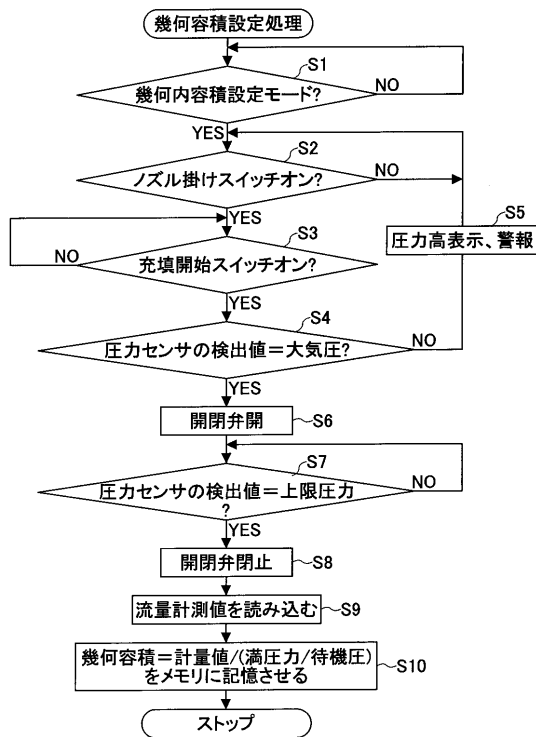 幾何容積設定処理
S1
幾何内容積設定モード?
NO
YES
S2
ノズル掛けスイッチオン?
NO
YES
S5
圧力高表示、警報
S3
充填開始スイッチオン?
NO
YES
S4
圧力センサの検出値=大気圧?
NO
YES
開閉弁開
S6
S7
圧力センサの検出値=上限圧力
?
NO
YES
開閉弁閉止
S8
流量計測値を読み込む
S9
幾何容積=計量値/(満圧力/待機圧)
をメモリに記憶させる
S10
ストップ